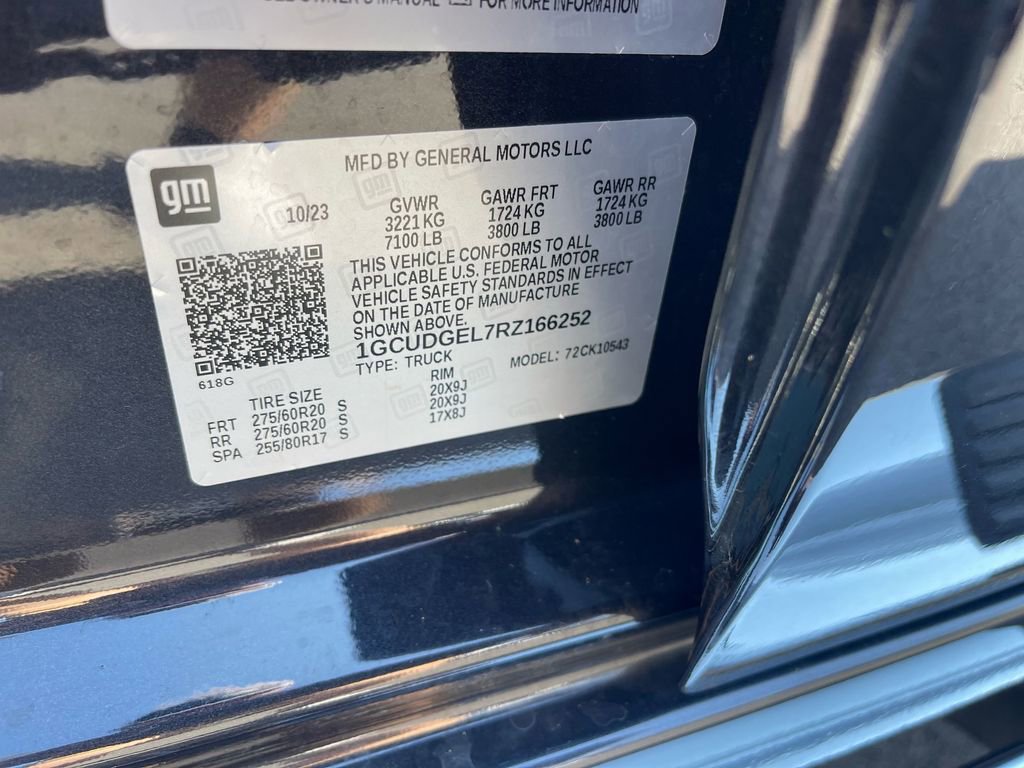 OWNER'S MANUAL FOR MORE INFORMATION
MFD BY GENERAL MOTORS LLC
gm
10/23
GVWR GAWR FRT GAWR RR
3221 KG 1724 KG 1724 KG
7100 LB 3800 LB 3800 LB
THIS VEHICLE CONFORMS TO ALL
APPLICABLE U.S. FEDERAL MOTOR
VEHICLE SAFETY STANDARDS IN EFFECT
ON THE DATE OF MANUFACTURE
SHOWN ABOVE.
1GCUDGEL7RZ166252
TYPE: TRUCK MODEL: 72CK10543
618G
TIRE SIZE RIM
FRT 275/60R20 S 20X9J
RR 275/60R20 S 20X9J
SPA 255/80R17 S 17X8J